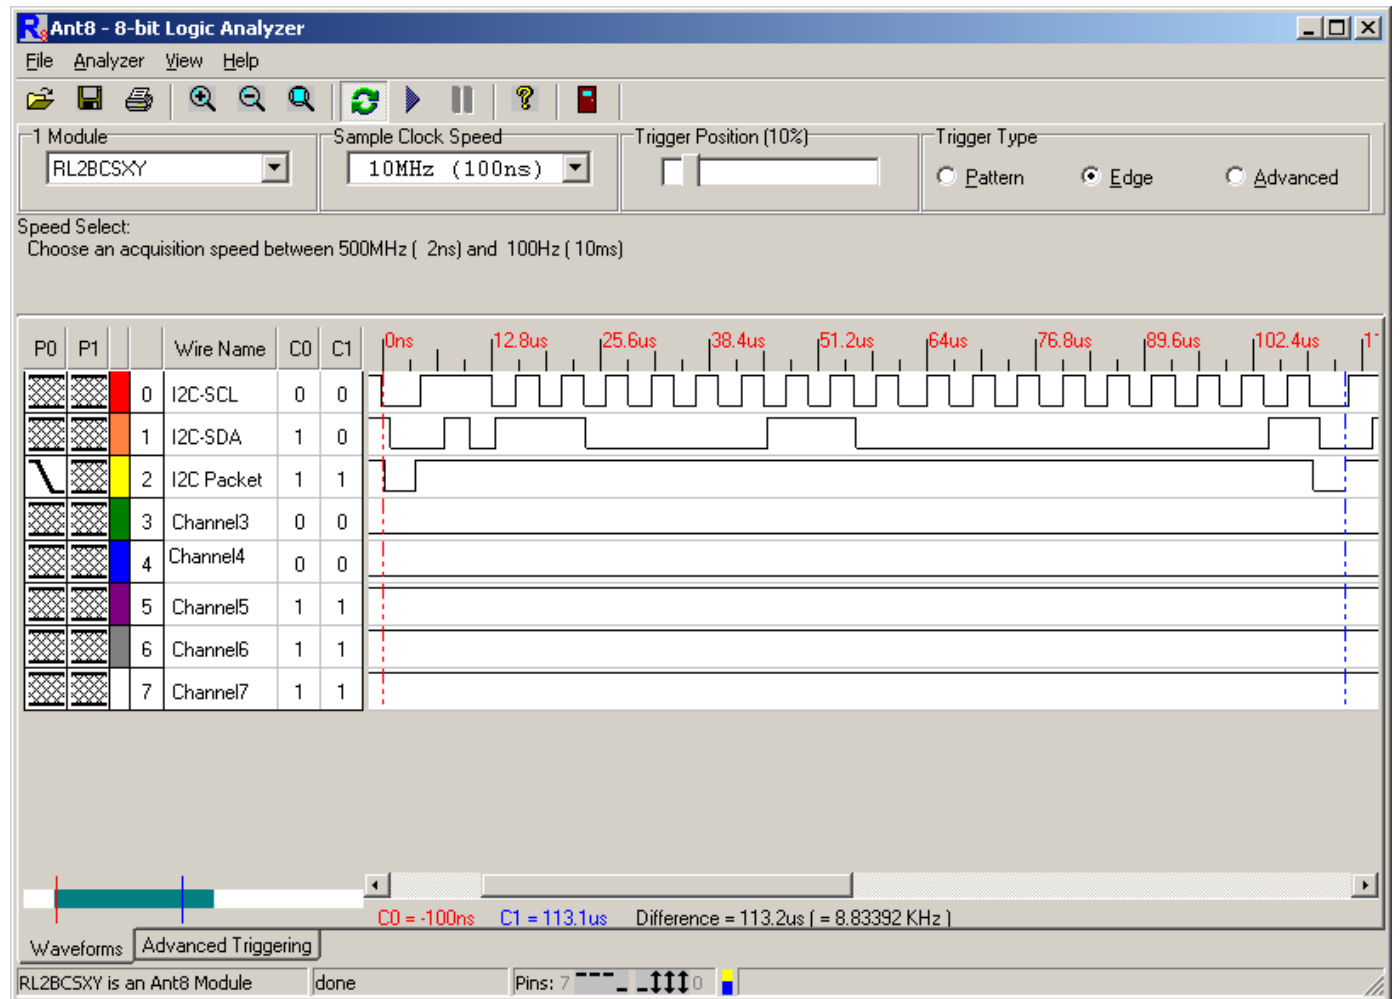 Ant8 - 8-bit Logic Analyzer
File Analyzer View Help
1 Module
Sample Clock Speed
Trigger Position (10%)
Trigger Type
RL2BCSXY
10MHz (100ns)
Pattern
Edge
Advanced
Speed Select:
Choose an acquisition speed between 500MHz ( 2ns) and 100Hz ( 10ms)
P0 P1 Wire Name C0 C1 0ns 12.8us 25.6us 38.4us 51.2us 64us 76.8us 89.6us 102.4us
0 I2C-SCL 0 0
1 I2C-SDA 1 0
2 I2C Packet 1 1
3 Channel3 0 0
4 Channel4 0 0
5 Channel5 1 1
6 Channel6 1 1
7 Channel7 1 1
C0 = -100ns C1 = 113.1us Difference = 113.2us ( = 8.83392 KHz )
Waveforms Advanced Triggering
RL2BCSXY is an Ant8 Module done Pins: 7 0